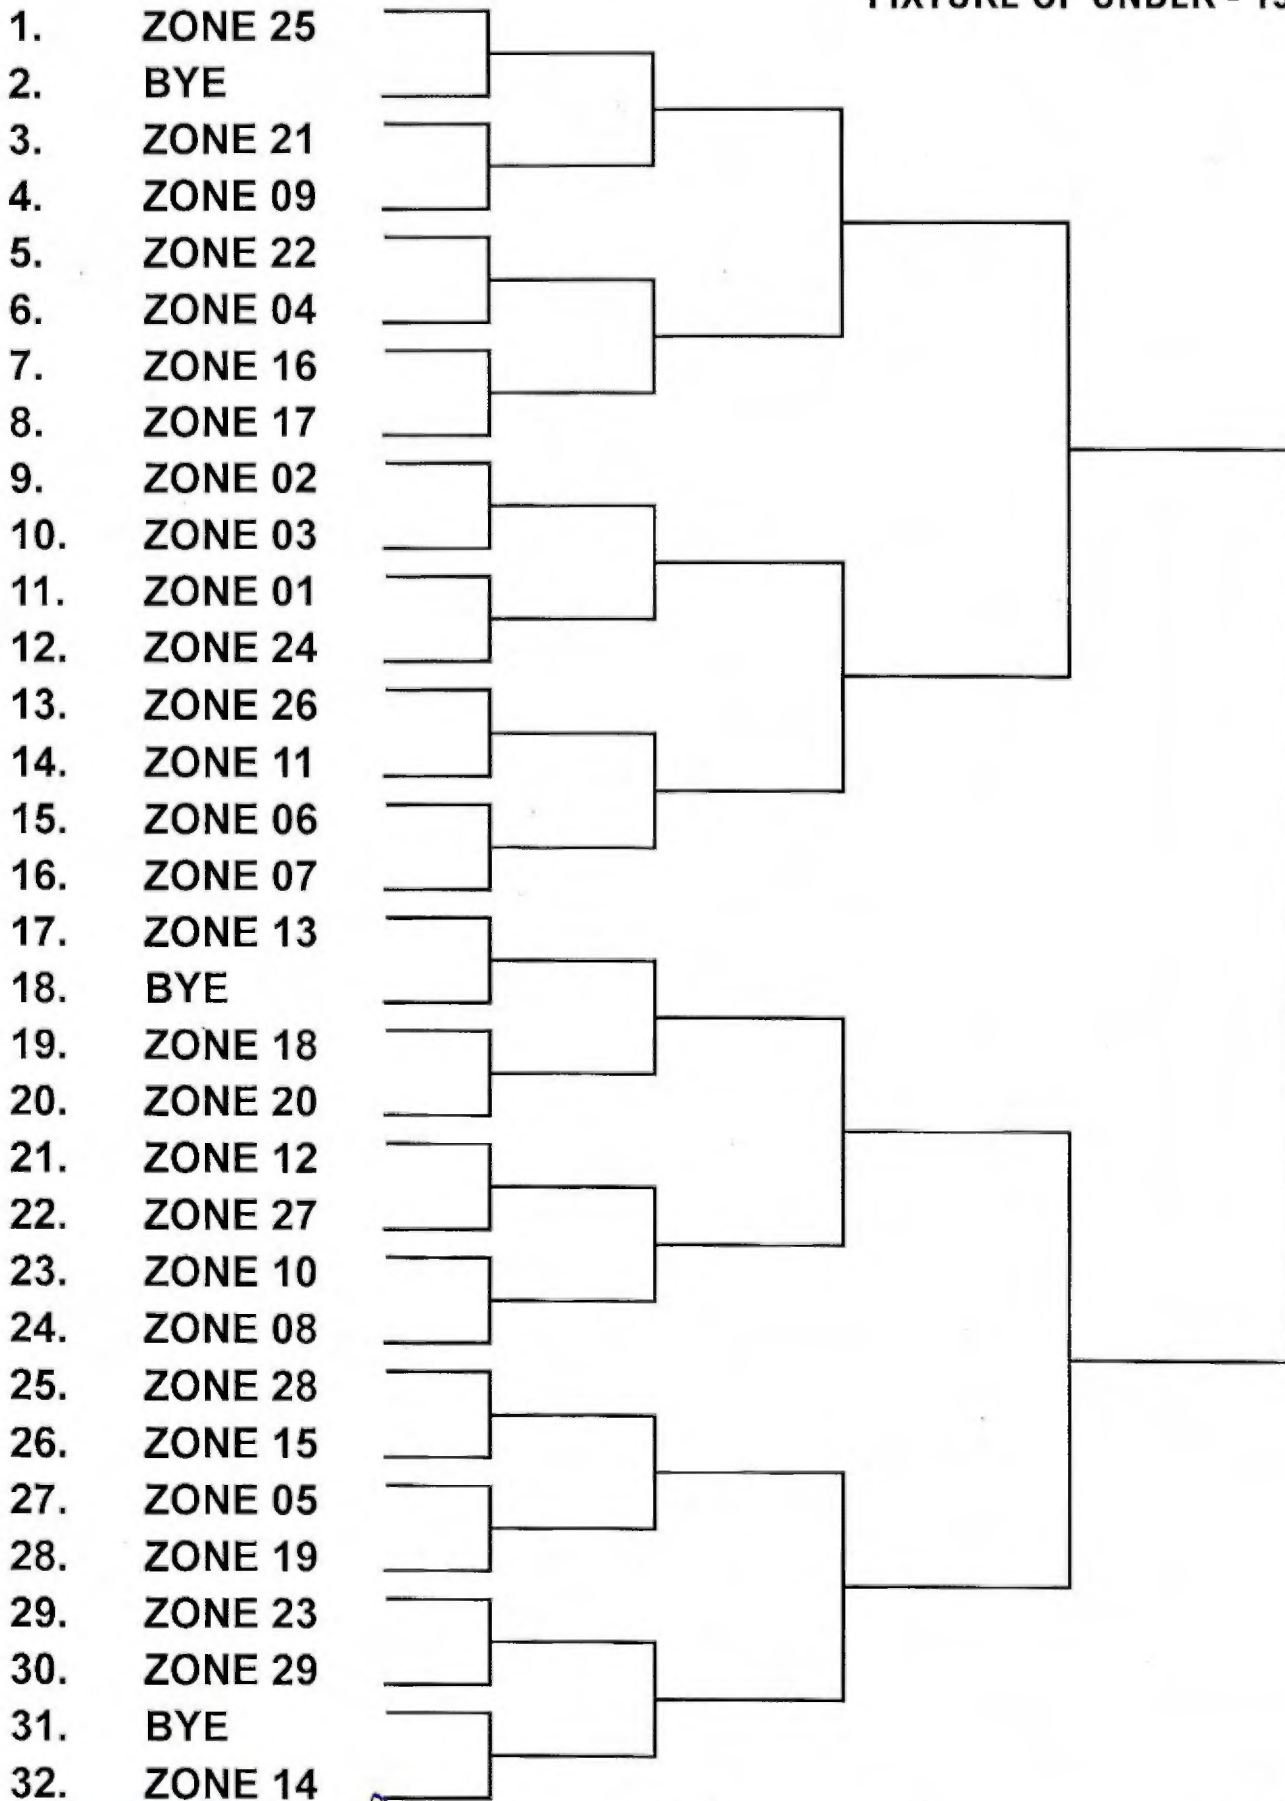 FIXTURE OF UNDER - 19
1. ZONE 25
2. BYE
3. ZONE 21
4. ZONE 09
5. ZONE 22
6. ZONE 04
7. ZONE 16
8. ZONE 17
9. ZONE 02
10. ZONE 03
11. ZONE 01
12. ZONE 24
13. ZONE 26
14. ZONE 11
15. ZONE 06
16. ZONE 07
17. ZONE 13
18. BYE
19. ZONE 18
20. ZONE 20
21. ZONE 12
22. ZONE 27
23. ZONE 10
24. ZONE 08
25. ZONE 28
26. ZONE 15
27. ZONE 05
28. ZONE 19
29. ZONE 23
30. ZONE 29
31. BYE
32. ZONE 14